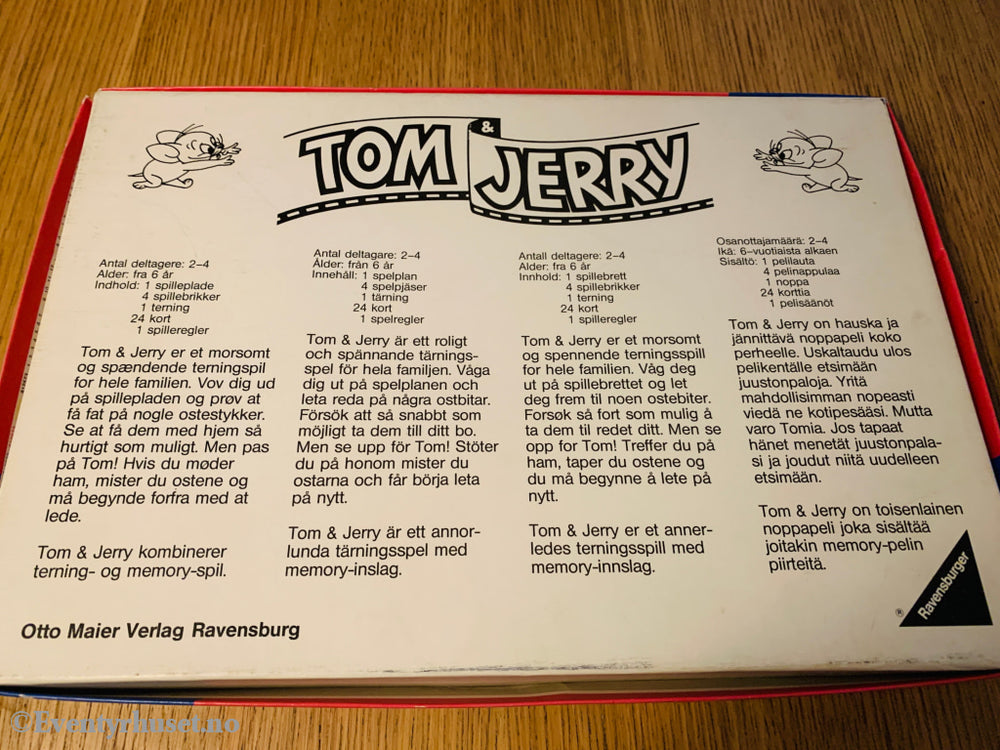 TOM & JERRY
Antal deltagere: 2–4
Alder: fra 6 år
Indhold: 1 spilleplade
4 spillebrikker
1 terning
24 kort
1 spilleregler
Tom & Jerry er et morsomt
og spændende terningspil
for hele familien. Vov dig ud
på spillepladen og prøv at
få fat på nogle ostestykker.
Se at få dem med hjem så
hurtigt som muligt. Men pas
på Tom! Hvis du møder
ham, mister du ostene og
må begynde forfra med at
lede.
Tom & Jerry kombinerer
terning- og memory-spil.
Antal deltagere: 2–4
Ålder: från 6 år
Innehåll: 1 spelplan
4 spelpjäser
1 tärning
24 kort
1 spelregler
Tom & Jerry är ett roligt
och spännande tärnings-
spel för hela familjen. Våga
dig ut på spelplanen och
leta reda på några ostbitar.
Försök att så snabbt som
möjligt ta dem till ditt bo.
Men se upp för Tom! Stöter
du på honom mister du
ostarna och får börja leta
på nytt.
Tom & Jerry är ett annor-
lunda tärningsspel med
memory-inslag.
Antall deltagere: 2–4
Alder: fra 6 år
Innhold: 1 spillebrett
4 spillebrikker
1 terning
24 kort
1 spilleregler
Tom & Jerry er et morsomt
og spennende terningsspill
for hele familien. Våg deg
ut på spillebrettet og let
deg frem til noen ostebiter.
Forsøk så fort som mulig å
ta dem til redet ditt. Men se
opp for Tom! Treffer du på
ham, taper du ostene og
du må begynne å lete på
nytt.
Tom & Jerry er et anner-
ledes terningsspill med
memory-innslag.
Osanottajamäärä: 2–4
Ikä: 6–vuotiaista alkaen
Sisältö: 1 pelilauta
4 pelinappulaa
1 noppa
24 korttia
1 pelisäänöt
Tom & Jerry on hauska ja
jännittävä noppapeli koko
perheelle. Uskaltaudu ulos
pelikentälle etsimään
juustonpaloja. Yritä
mahdollisimman nopeasti
viedä ne kotipesääsi. Mutta
varo Tomia. Jos tapaat
hänet menetät juustonpala-
si ja joudut niitä uudelleen
etsimään.
Tom & Jerry on toisenlainen
noppapeli joka sisältää
joitakin memory-pelin
piirteitä.
Otto Maier Verlag Ravensburg
® Ravensburger
©Eventyrhuset.no